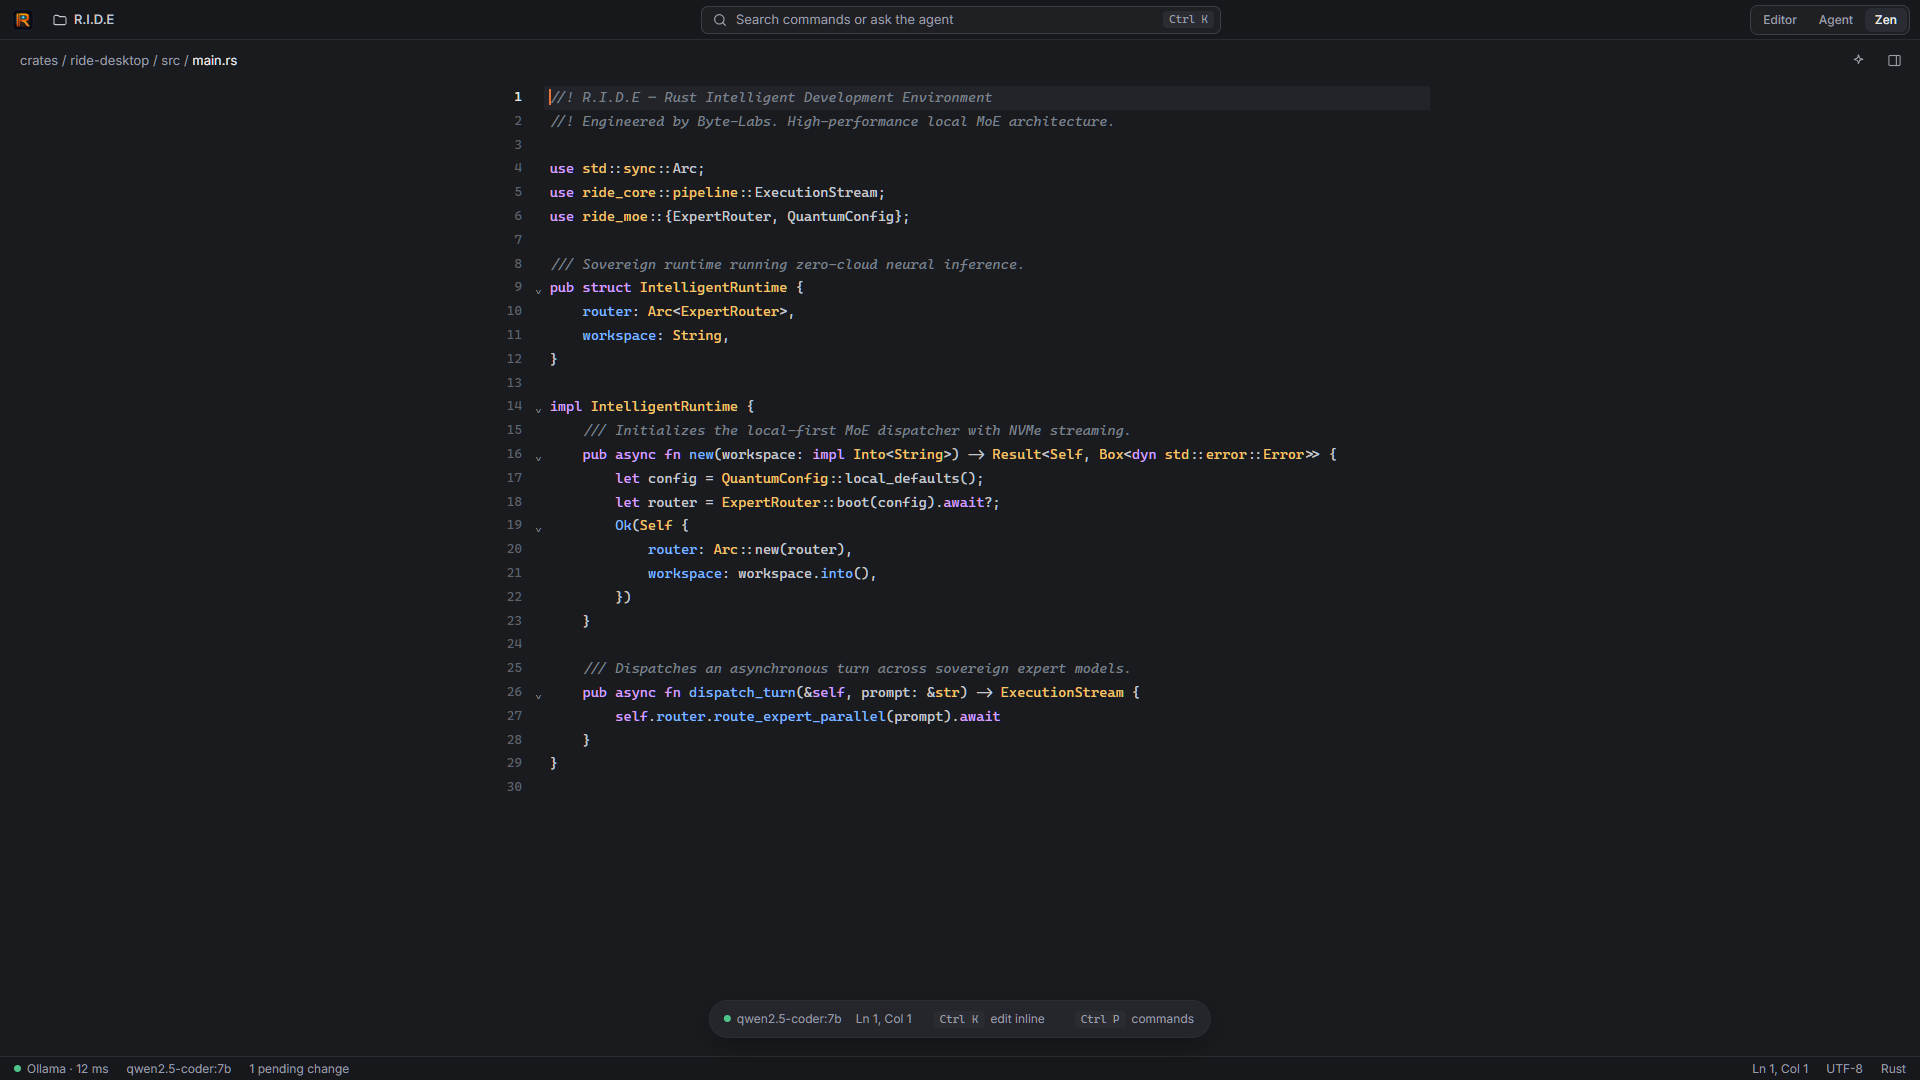 R R.I.D.E Search commands or ask the agent Ctrl K Editor Agent Zen
crates / ride-desktop / src / main.rs
1 //! R.I.D.E — Rust Intelligent Development Environment
2 //! Engineered by Byte-Labs. High-performance local MoE architecture.
3
4 use std::sync::Arc;
5 use ride_core::pipeline::ExecutionStream;
6 use ride_moe::{ExpertRouter, QuantumConfig};
7
8 /// Sovereign runtime running zero-cloud neural inference.
9 pub struct IntelligentRuntime {
10     router: Arc<ExpertRouter>,
11     workspace: String,
12 }
13
14 impl IntelligentRuntime {
15     /// Initializes the local-first MoE dispatcher with NVMe streaming.
16     pub async fn new(workspace: impl Into<String>) -> Result<Self, Box<dyn std::error::Error>> {
17         let config = QuantumConfig::local_defaults();
18         let router = ExpertRouter::boot(config).await?;
19         Ok(Self {
20             router: Arc::new(router),
21             workspace: workspace.into(),
22         })
23     }
24
25     /// Dispatches an asynchronous turn across sovereign expert models.
26     pub async fn dispatch_turn(&self, prompt: &str) -> ExecutionStream {
27         self.router.route_expert_parallel(prompt).await
28     }
29 }
30
qwen2.5-coder:7b Ln 1, Col 1 Ctrl K edit inline Ctrl P commands
Ollama · 12 ms qwen2.5-coder:7b 1 pending change Ln 1, Col 1 UTF-8 Rust